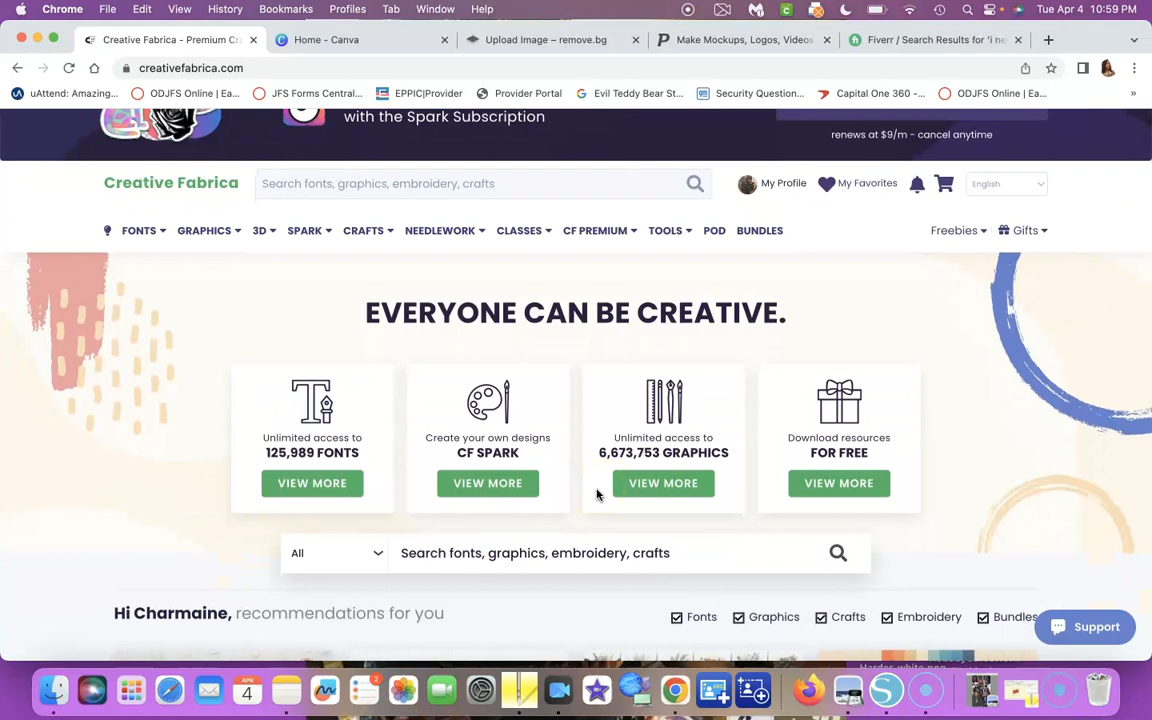 Chrome File Edit View History Bookmarks Profiles Tab Window Help Tue Apr 4 10:59 PM
Creative Fabrica - Premium Cr
Home - Canva
Upload Image – remove.bg
Make Mockups, Logos, Videos
Fiverr / Search Results for 'i ne
creativefabrica.com
uAttend: Amazing...
ODJFS Online | Ea...
JFS Forms Central...
EPPIC|Provider
Provider Portal
Evil Teddy Bear St...
Security Question...
Capital One 360 -...
ODJFS Online | Ea...
»
with the Spark Subscription
renews at $9/m - cancel anytime
Creative Fabrica
Search fonts, graphics, embroidery, crafts
My Profile
My Favorites
English
FONTS GRAPHICS 3D SPARK CRAFTS NEEDLEWORK CLASSES CF PREMIUM TOOLS POD BUNDLES
Freebies Gifts
EVERYONE CAN BE CREATIVE.
Unlimited access to
125,989 FONTS
VIEW MORE
Create your own designs
CF SPARK
VIEW MORE
Unlimited access to
6,673,753 GRAPHICS
VIEW MORE
Download resources
FOR FREE
VIEW MORE
All
Search fonts, graphics, embroidery, crafts
Hi Charmaine, recommendations for you
Fonts Graphics Crafts Embroidery Bundles
Support
APR
4
2